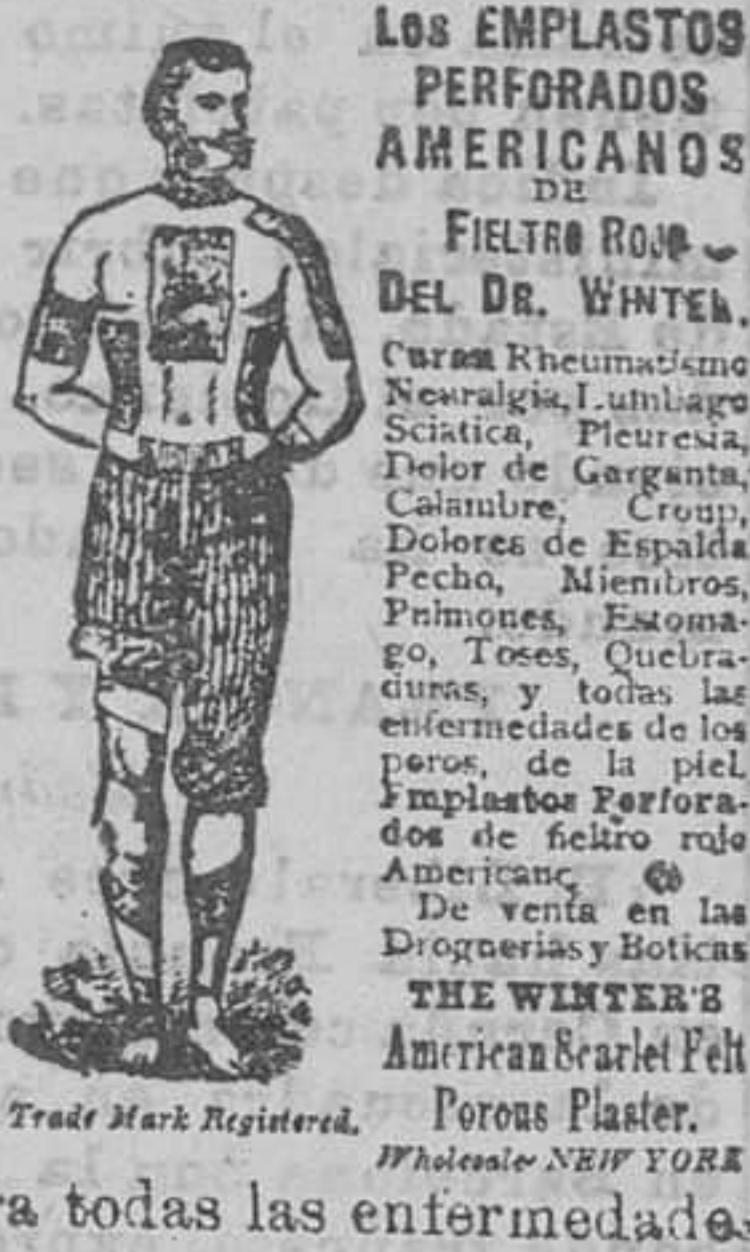 Los EMPLASTOS
PERFORADOS
AMERICANOS
DE
FIELTRO ROJO
DEL DR. WINTER.
Curan Rheumatismo
Neuralgia, Lumbago
Sciatica, Pleuresia,
Dolor de Garganta,
Calambre, Croup,
Dolores de Espalda
Pecho, Miembros,
Pulmones, Estoma-
go, Toses, Quebra-
duras, y todas las
enfermedades de los
poros, de la piel.
Emplastos Perfora-
dos de fieltro rojo
Americano,
De venta en las
Droguerias y Boticas
THE WINTER'S
American Scarlet Felt
Porous Plaster.
Wholesale NEW YORK
Trade Mark Registered.
ra todas las enfermedades